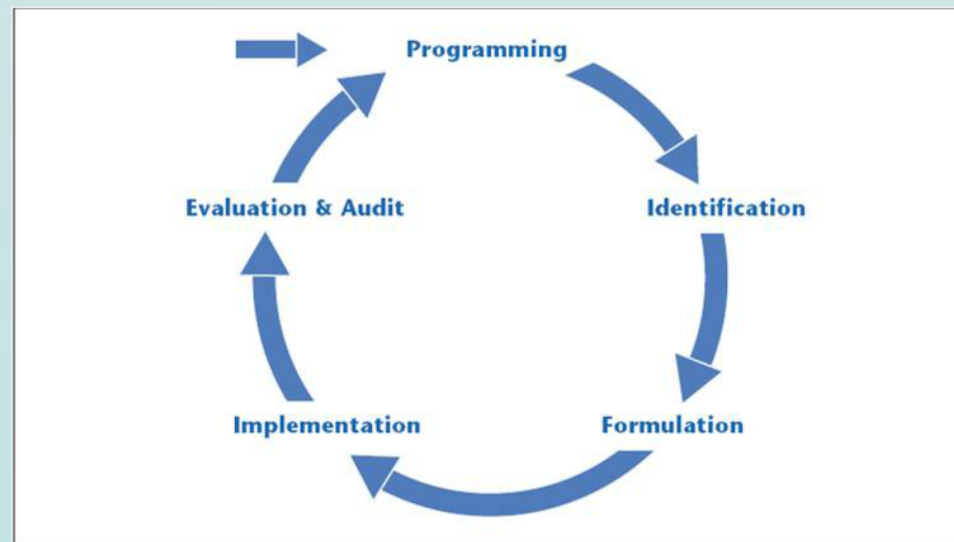 Programming
Identification
Formulation
Implementation
Evaluation & Audit